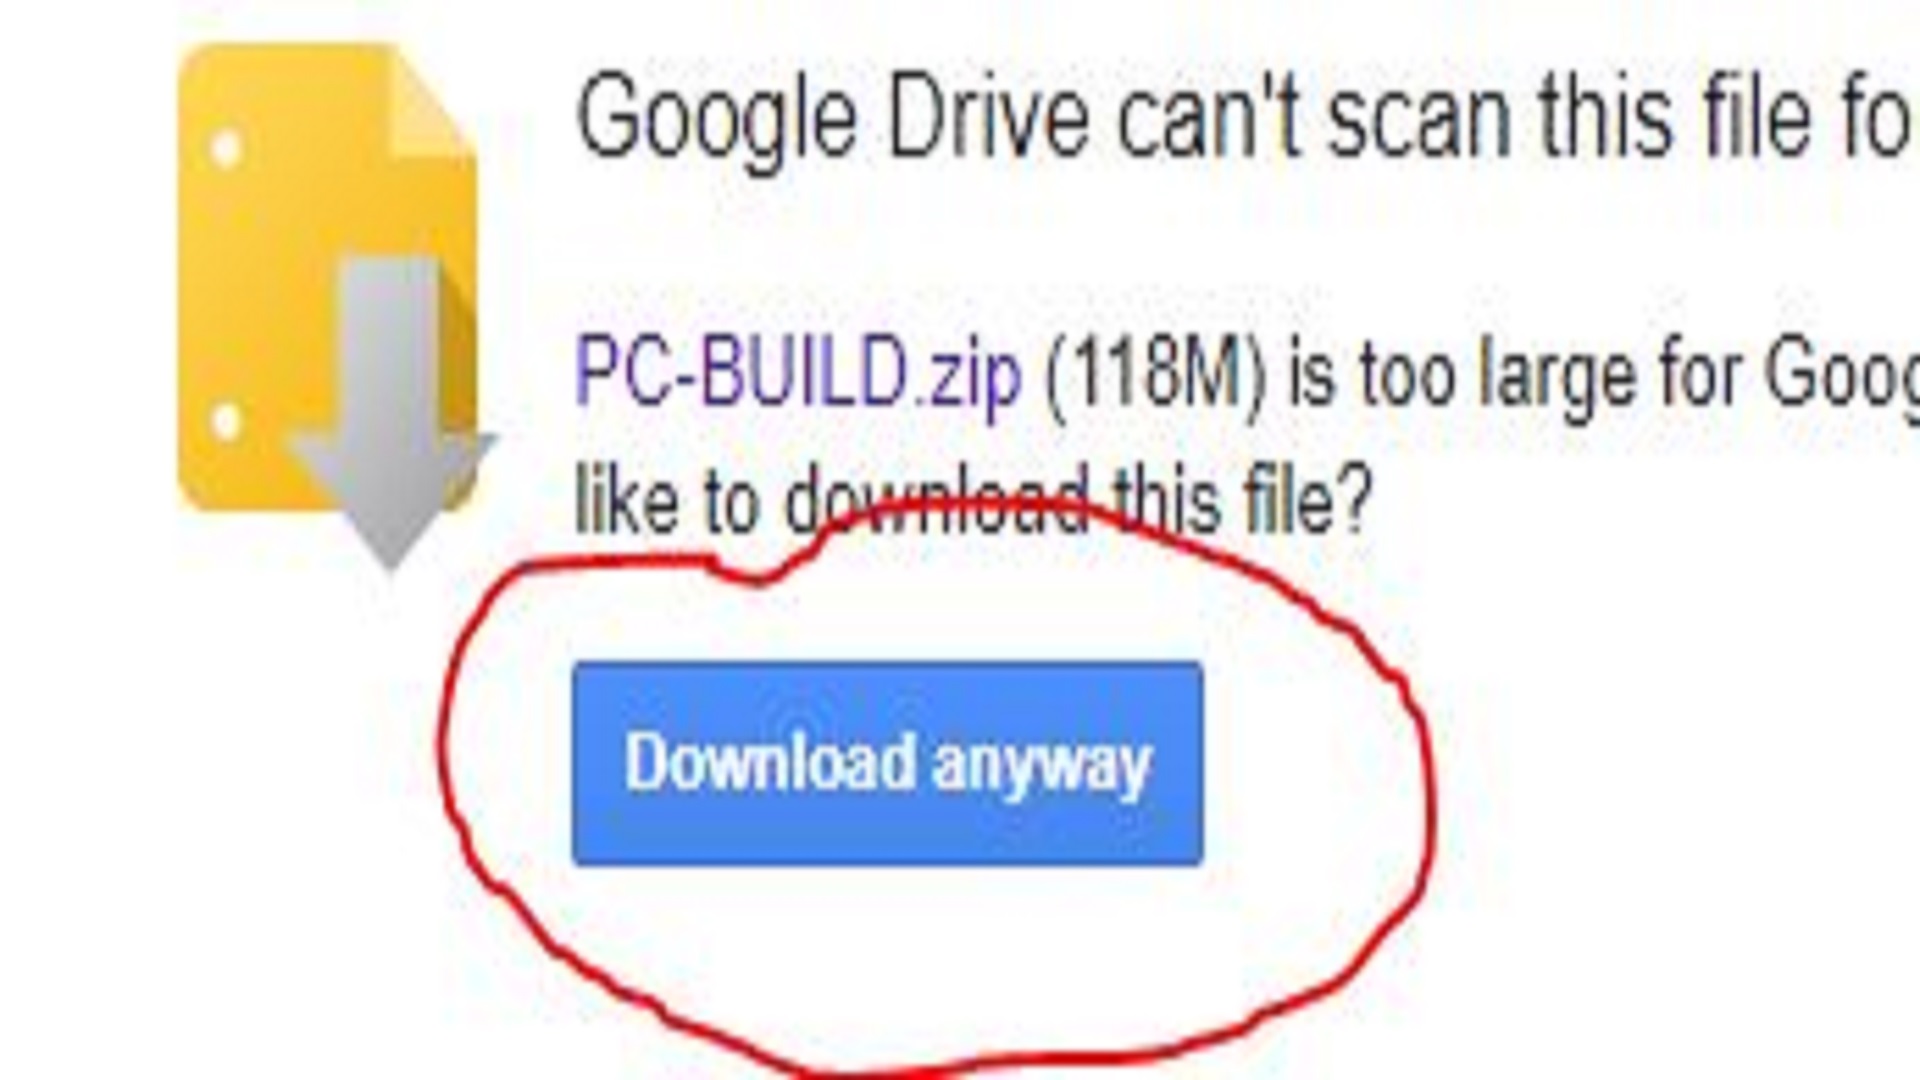 Google Drive can't scan this file fo
PC-BUILD.zip (118M) is too large for Goog
like to download this file?
Download anyway